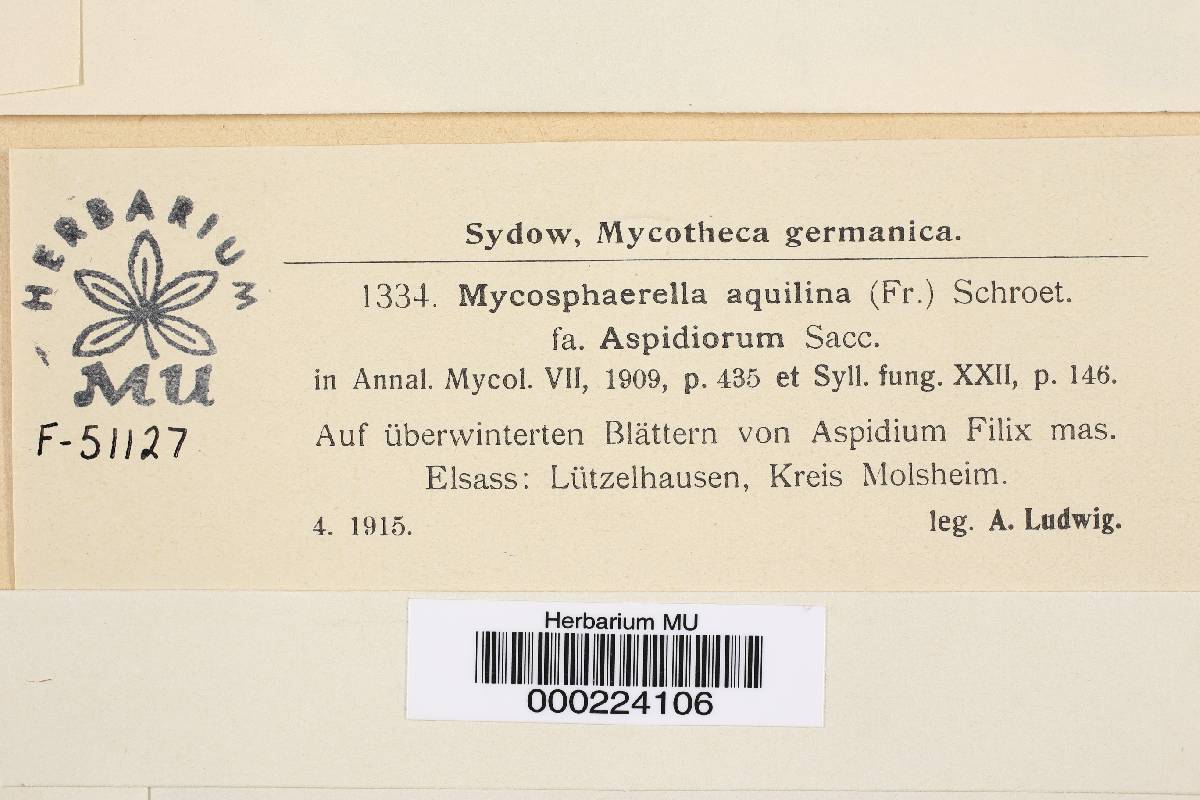 HERBARIUM
MU
F-51127
Sydow, Mycotheca germanica.
1334. Mycosphaerella aquilina (Fr.) Schroet.
fa. Aspidiorum Sacc.
in Annal. Mycol. VII, 1909, p. 435 et Syll. fung. XXII, p. 146.
Auf überwinterten Blättern von Aspidium Filix mas.
Elsass: Lützelhausen, Kreis Molsheim.
4. 1915. leg. A. Ludwig.
Herbarium MU
000224106